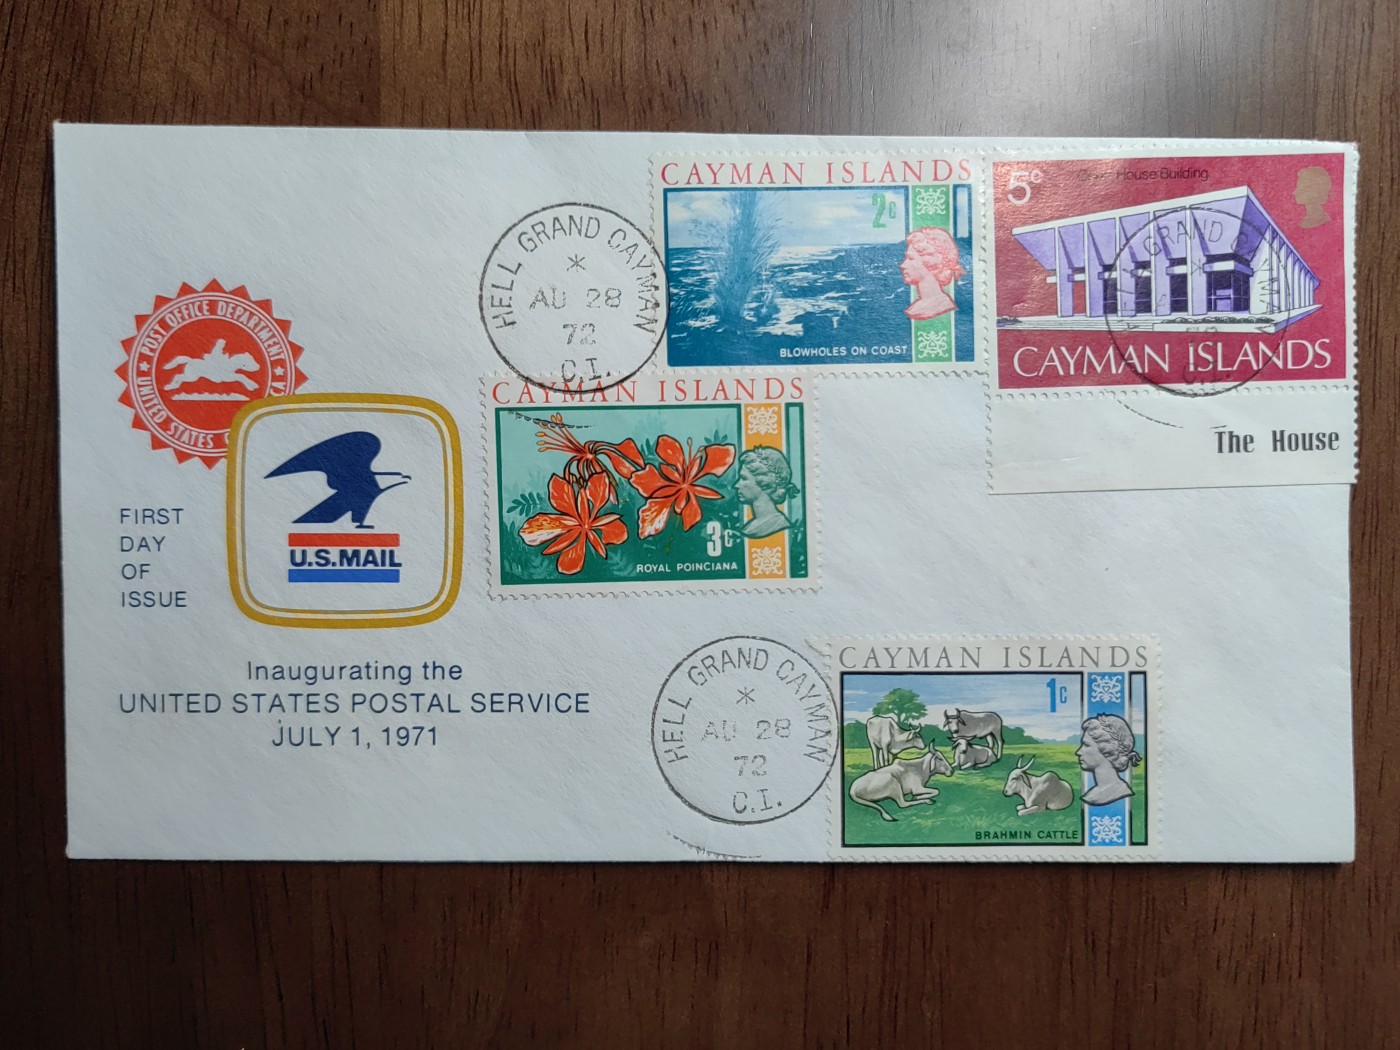 CAYMAN ISLANDS
2c
BLOWHOLES ON COAST
5c
House Building
CAYMAN ISLANDS
The House
HELL GRAND CAYMAN
AU 28
72
C.I.
GRAND
C.I.
POST OFFICE DEPARTMENT
UNITED STATES
U.S.MAIL
FIRST
DAY
OF
ISSUE
Inaugurating the
UNITED STATES POSTAL SERVICE
JULY 1, 1971
CAYMAN ISLANDS
3c
ROYAL POINCIANA
HELL GRAND CAYMAN
AU 28
72
C.I.
CAYMAN ISLANDS
1c
BRAHMIN CATTLE